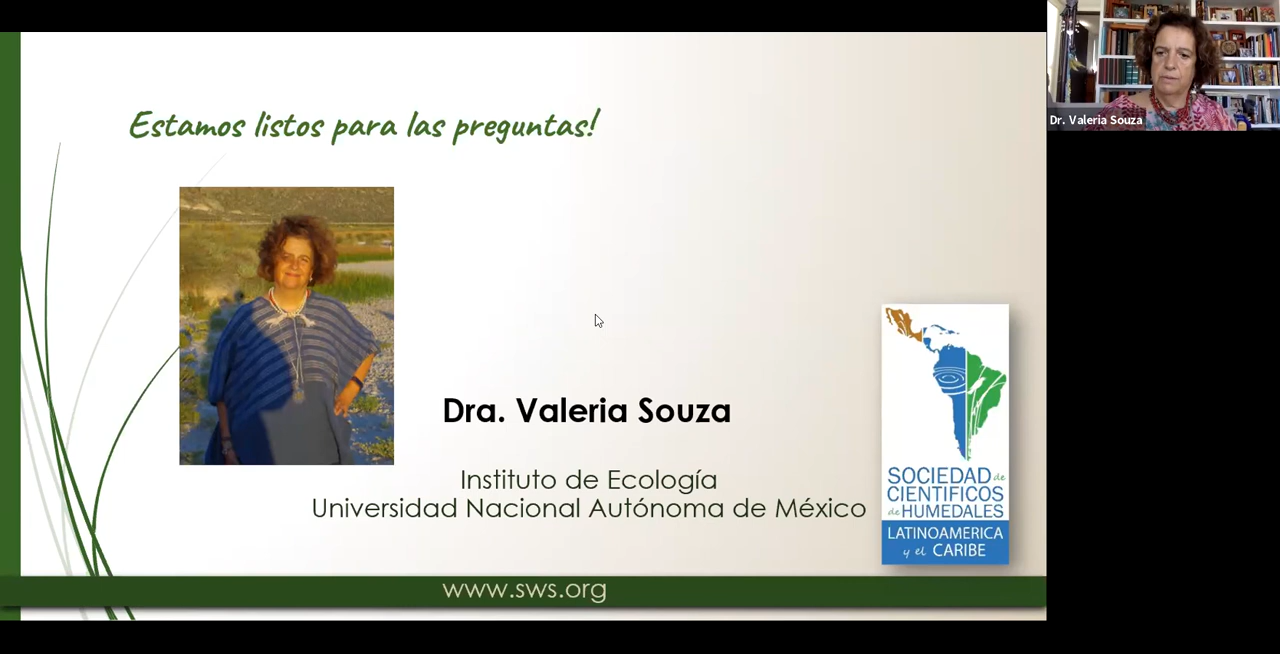 Estamos listos para las preguntas!
Dr. Valeria Souza
Dra. Valeria Souza
Instituto de Ecología
Universidad Nacional Autónoma de México
SOCIEDAD de
CIENTIFICOS
de HUMEDALES
LATINOAMERICA
y el CARIBE
www.sws.org